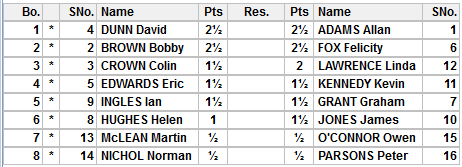 Bo. SNo. Name Pts Res. Pts Name SNo.
1 * 4 DUNN David 2½ 2½ ADAMS Allan 1
2 * 2 BROWN Bobby 2½ 2½ FOX Felicity 6
3 * 3 CROWN Colin 1½ 2 LAWRENCE Linda 12
4 * 5 EDWARDS Eric 1½ 1½ KENNEDY Kevin 11
5 * 9 INGLES Ian 1½ 1½ GRANT Graham 7
6 * 8 HUGHES Helen 1 1½ JONES James 10
7 * 13 McLEAN Martin ½ ½ O'CONNOR Owen 15
8 * 14 NICHOL Norman ½ ½ PARSONS Peter 16